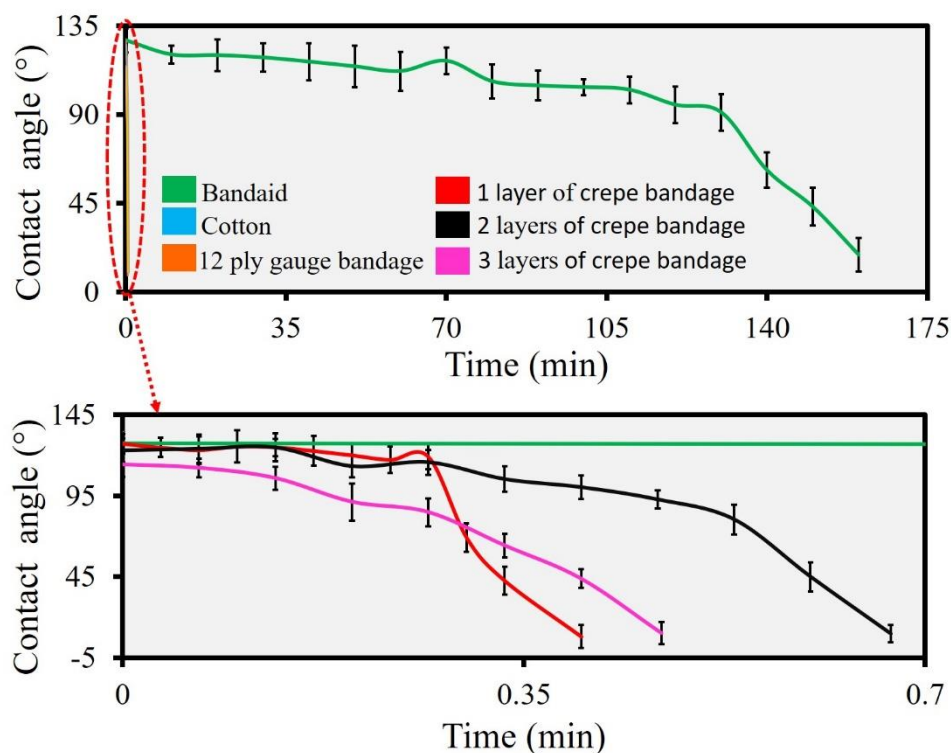 135
90
45
0
Contact angle (°)
Bandaid
Cotton
12 ply gauge bandage
1 layer of crepe bandage
2 layers of crepe bandage
3 layers of crepe bandage
0 35 70 105 140 175
Time (min)
145
95
45
-5
Contact angle (°)
0 0.35 0.7
Time (min)